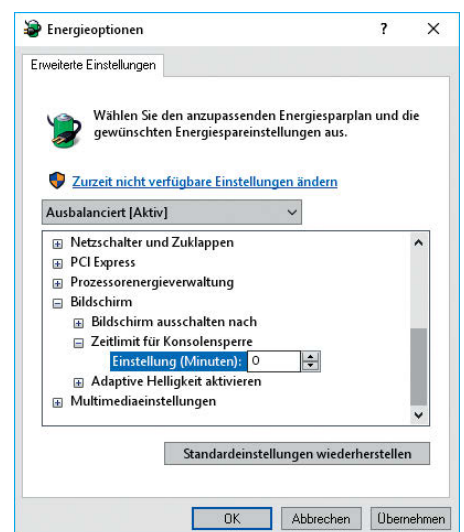 Energieoptionen
Erweiterte Einstellungen
Wählen Sie den anzupassenden Energiesparplan und die
gewünschten Energiespareinstellungen aus.
Zurzeit nicht verfügbare Einstellungen ändern
Ausbalanciert [Aktiv]
Netzschalter und Zuklappen
PCI Express
Prozessorenergieverwaltung
Bildschirm
Bildschirm ausschalten nach
Zeitlimit für Konsolensperre
Einstellung (Minuten): 0
Adaptive Helligkeit aktivieren
Multimediaeinstellungen
Standardeinstellungen wiederherstellen
OK Abbrechen Übernehmen